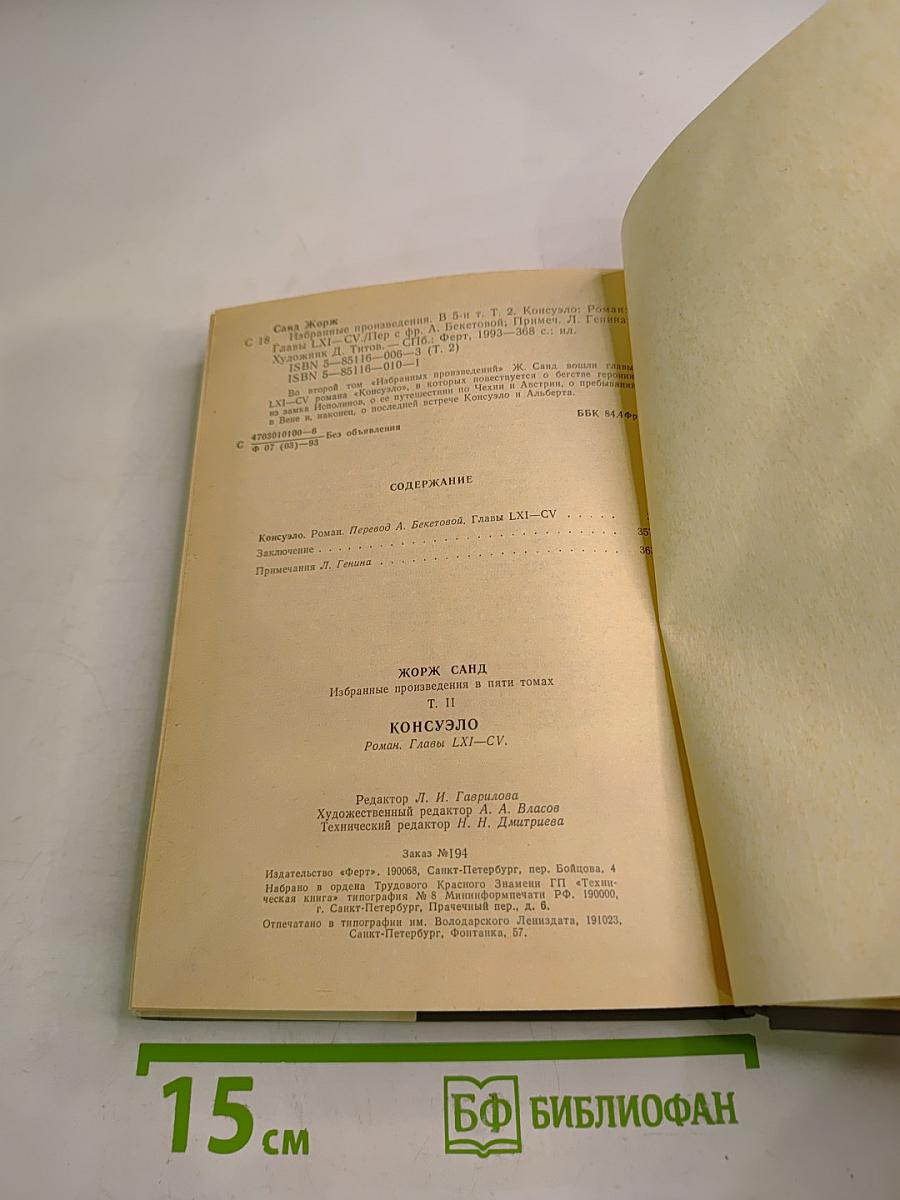 Санд Жорж
С 18 Избранные произведения. В 5-и т. Т. 2. Консуэло: Роман:
Главы LXI—CV./Пер с фр. А. Бекетовой; Примеч. Л. Генина;
Художник Д. Титов. — СПб.: Ферт, 1993—368 с.: ил.
ISBN 5—85116—006—3 (Т. 2)
ISBN 5—85116—010—1
Во второй том «Избранных произведений» Ж. Санд вошли главы
LXI—CV романа «Консуэло», в которых повествуется о бегстве героини
из замка Исполинов, о ее путешествии по Чехии и Австрии, о пребывании
в Вене и, наконец, о последней встрече Консуэло и Альберта.
С 4703010100—6
Ф 07 (03)—93 Без объявления
ББК 84.4Фр
СОДЕРЖАНИЕ
Консуэло. Роман. Перевод А. Бекетовой. Главы LXI—CV . . . . .
Заключение . . . . . . . . . . . . . . . . . . . . . . . 357
Примечания Л. Генина . . . . . . . . . . . . . . . . . . . 363
ЖОРЖ САНД
Избранные произведения в пяти томах
Т. II
КОНСУЭЛО
Роман. Главы LXI—CV.
Редактор Л. И. Гаврилова
Художественный редактор А. А. Власов
Технический редактор Н. Н. Дмитриева
Заказ №194
Издательство «Ферт». 190068, Санкт-Петербург, пер. Бойцова, 4
Набрано в ордена Трудового Красного Знамени ГП «Техни-
ческая книга» типография №8 Мининформпечати РФ. 190000,
г. Санкт-Петербург, Прачечный пер., д. 6.
Отпечатано в типографии им. Володарского Лениздата, 191023,
Санкт-Петербург, Фонтанка, 57.
15 см
БФ БИБЛИОФАН